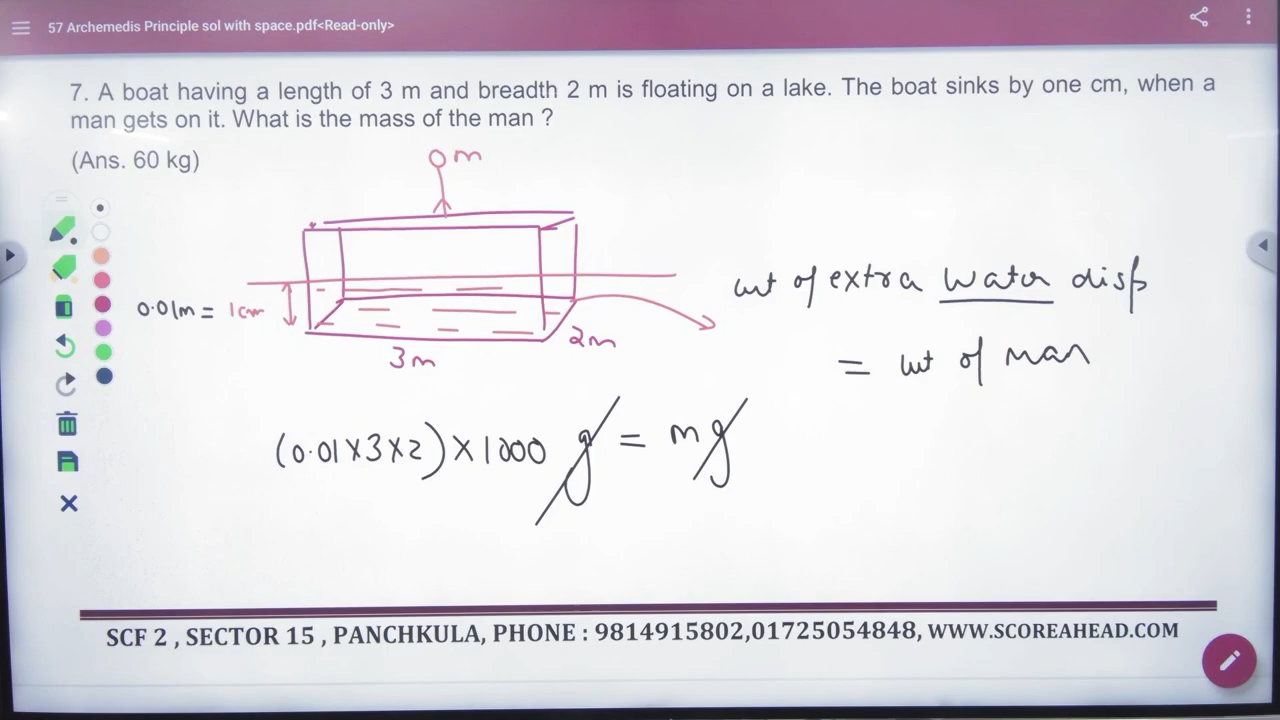 57 Archemedis Principle sol with space.pdf<Read-only>
7. A boat having a length of 3 m and breadth 2 m is floating on a lake. The boat sinks by one cm, when a
man gets on it. What is the mass of the man ?
(Ans. 60 kg)
m
0.01m = 1cm
3m
2m
wt of extra water disp
= wt of man
(0.01×3×2)×1000 g = mg
SCF 2 , SECTOR 15 , PANCHKULA, PHONE : 9814915802,01725054848, WWW.SCOREAHEAD.COM